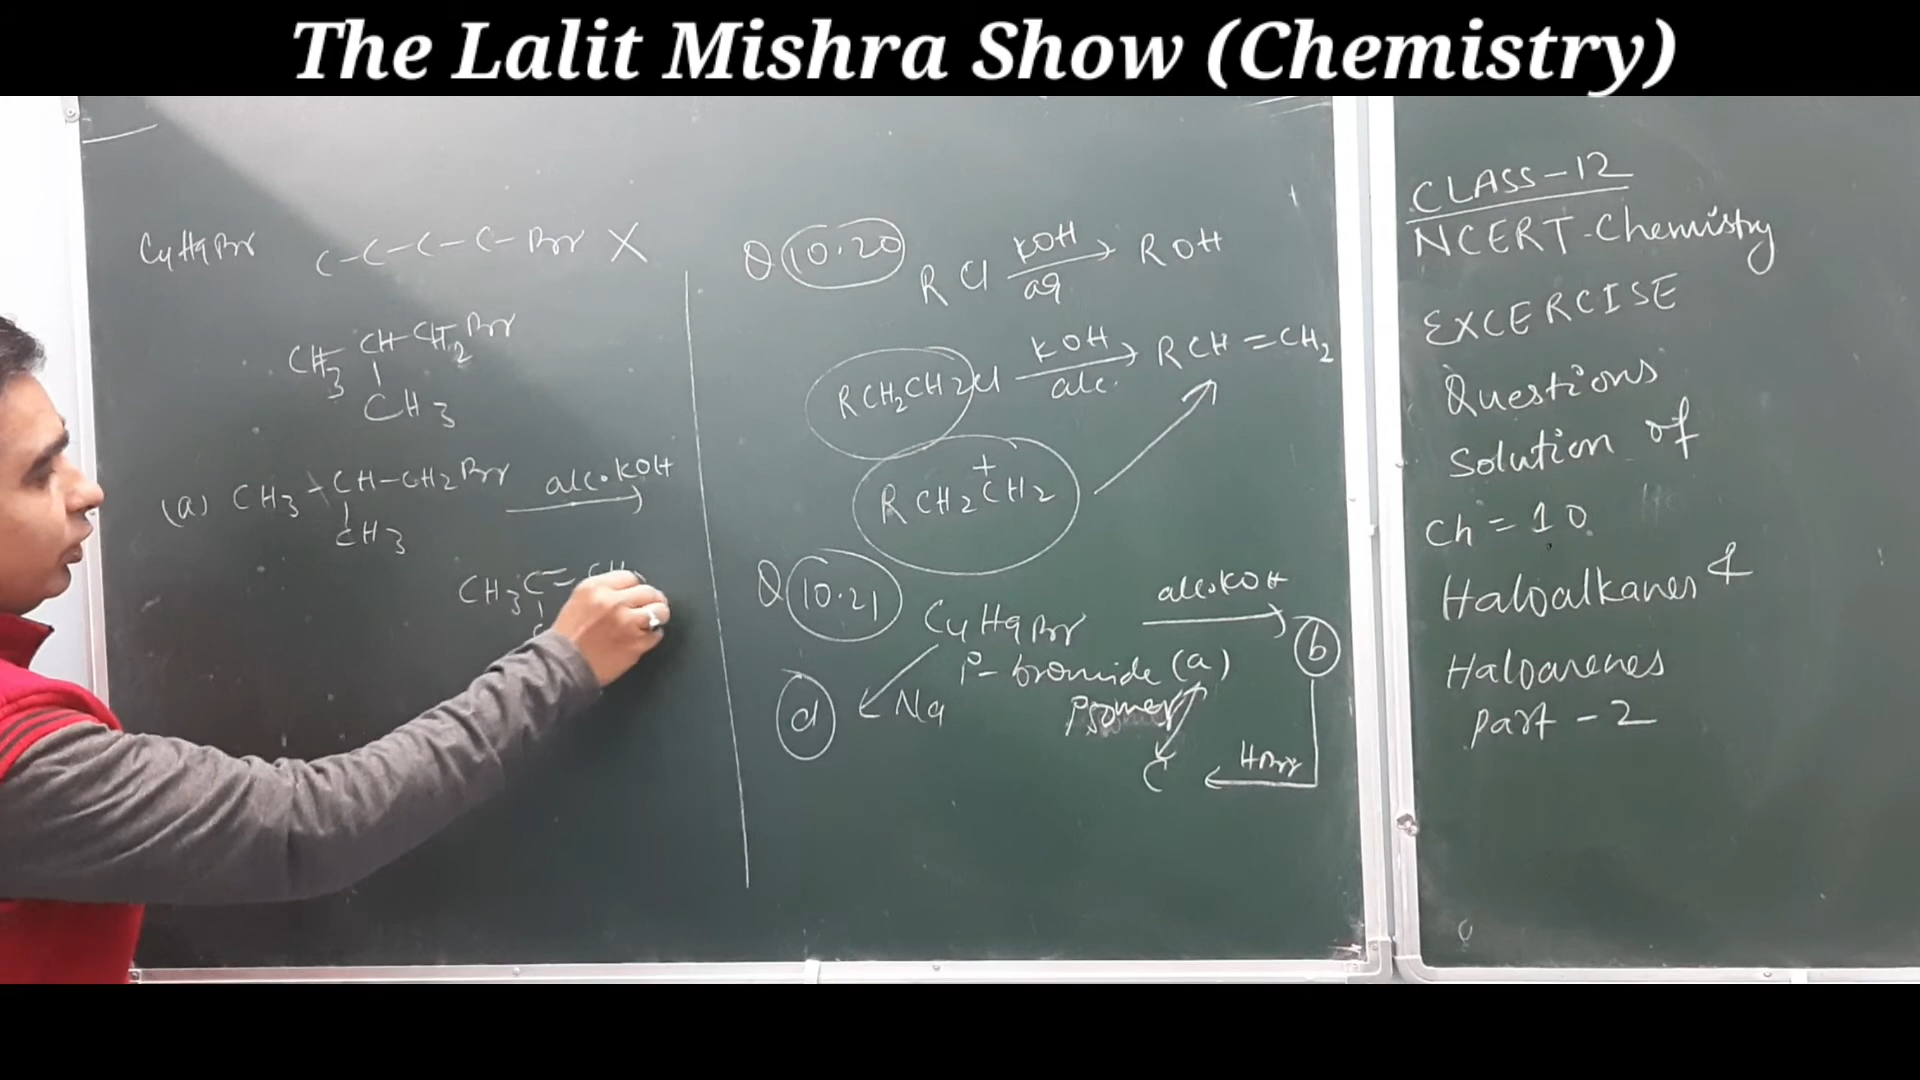 The Lalit Mishra Show (Chemistry)
C4H9Br C-C-C-C-Br X
CH3-CH-CH2Br
CH3
(a) CH3-CH-CH2Br alc.KOH
CH3
CH3C=CH
Q 10.20 RCl KOH aq ROH
RCH2CH2Cl KOH alc. RCH=CH2
+
RCH2CH2
Q 10.21 C4H9Br alc.KOH b
P-bromide (a)
d Na
C HBr
CLASS-12
NCERT-Chemistry
EXCERCISE
Questions
Solution of
Ch=10
Haloalkanes &
Haloarenes
part-2